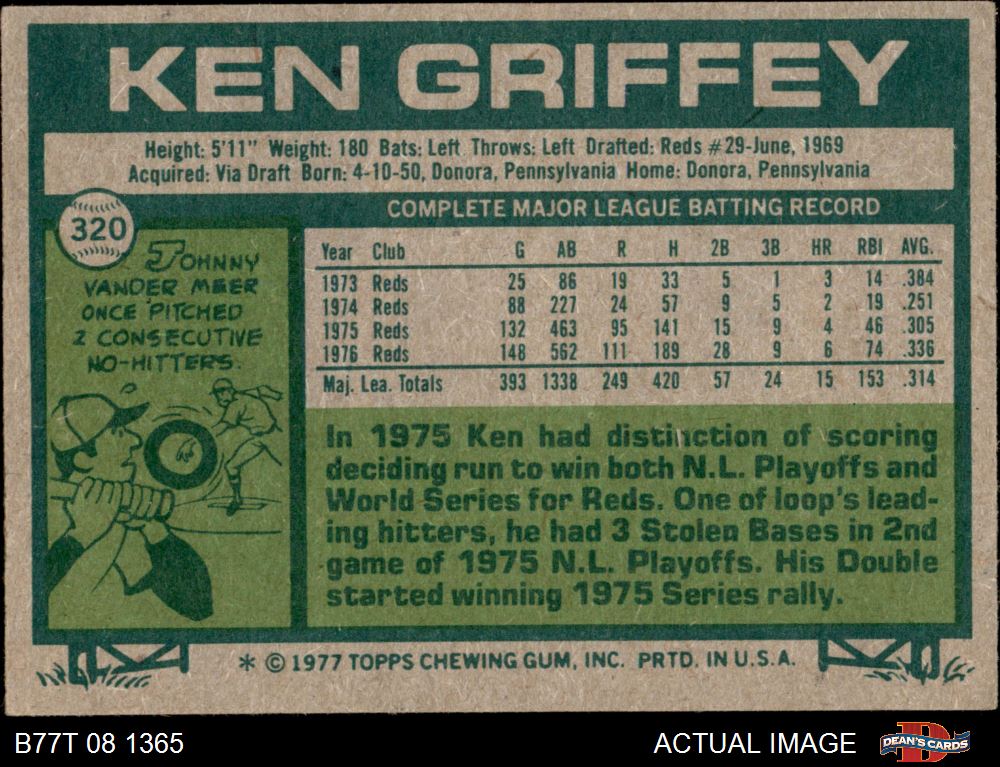 KEN GRIFFEY
Height: 5'11" Weight: 180 Bats: Left Throws: Left Drafted: Reds #29-June, 1969
Acquired: Via Draft Born: 4-10-50, Donora, Pennsylvania Home: Donora, Pennsylvania
320
JOHNNY
VANDER MEER
ONCE PITCHED
2 CONSECUTIVE
NO-HITTERS.
COMPLETE MAJOR LEAGUE BATTING RECORD
Year Club G AB R H 2B 3B HR RBI AVG.
1973 Reds 25 86 19 33 5 1 3 14 .384
1974 Reds 88 227 24 57 9 5 2 19 .251
1975 Reds 132 463 95 141 15 9 4 46 .305
1976 Reds 148 562 111 189 28 9 6 74 .336
Maj. Lea. Totals 393 1338 249 420 57 24 15 153 .314
In 1975 Ken had distinction of scoring
deciding run to win both N.L. Playoffs and
World Series for Reds. One of loop's lead-
ing hitters, he had 3 Stolen Bases in 2nd
game of 1975 N.L. Playoffs. His Double
started winning 1975 Series rally.
* © 1977 TOPPS CHEWING GUM, INC. PRTD. IN U.S.A.
B77T 08 1365
ACTUAL IMAGE
D
DEAN'S CARDS